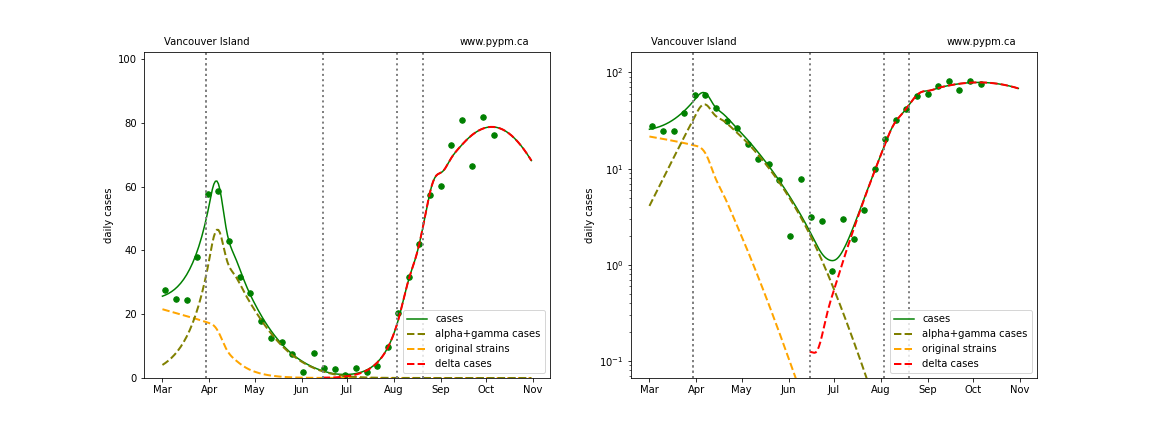 Vancouver Island www.pypm.ca
100
80
60
40
20
0
daily cases
Mar Apr May Jun Jul Aug Sep Oct Nov
cases
alpha+gamma cases
original strains
delta cases
Vancouver Island www.pypm.ca
10²
10¹
10⁰
10⁻¹
daily cases
Mar Apr May Jun Jul Aug Sep Oct Nov
cases
alpha+gamma cases
original strains
delta cases